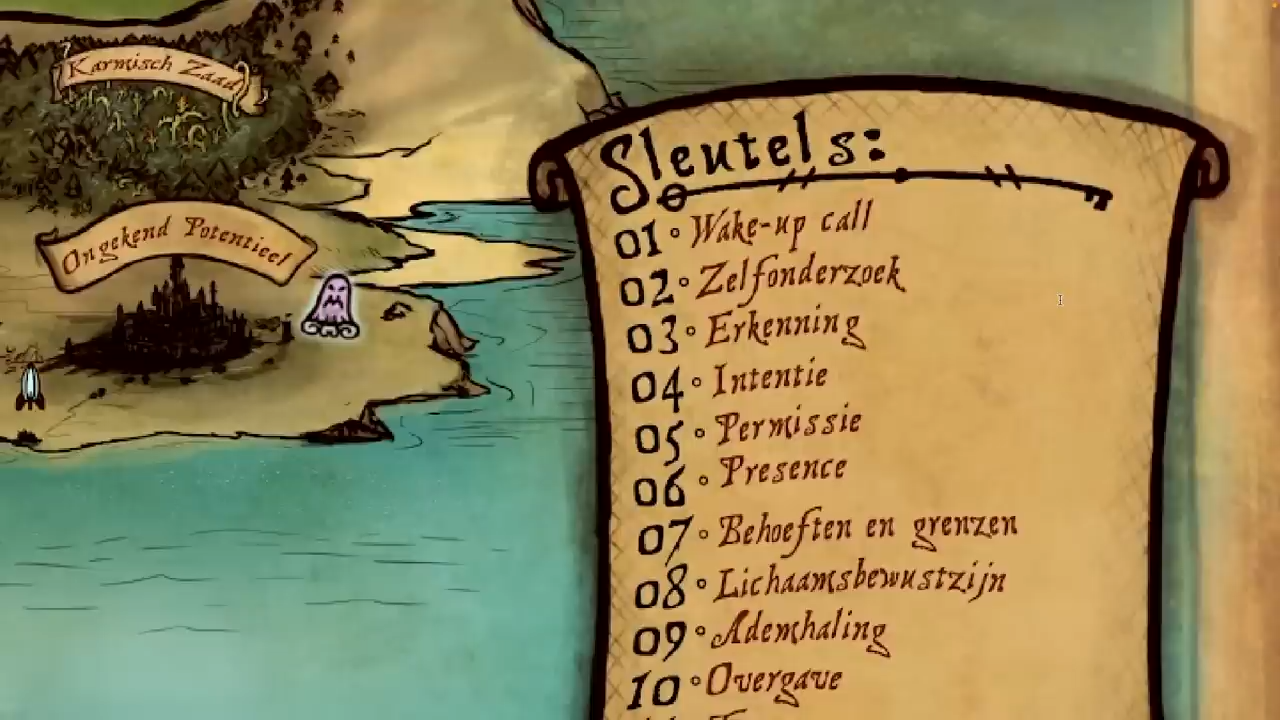 Karmisch Zaad
Ongekend Potentieel
Sleutels:
01° Wake-up call
02° Zelfonderzoek
03° Erkenning
04° Intentie
05° Permissie
06° Presence
07° Behoeften en grenzen
08° Lichaamsbewustzijn
09° Ademhaling
10° Overgave